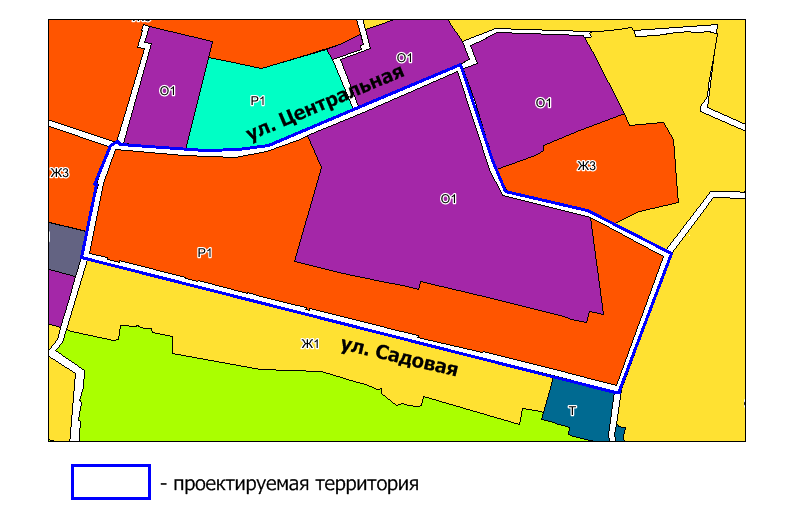 О1
О1
Р1
ул. Центральная
О1
Ж3
Ж3
О1
Р1
Ж1
ул. Садовая
Т
- проектируемая территория